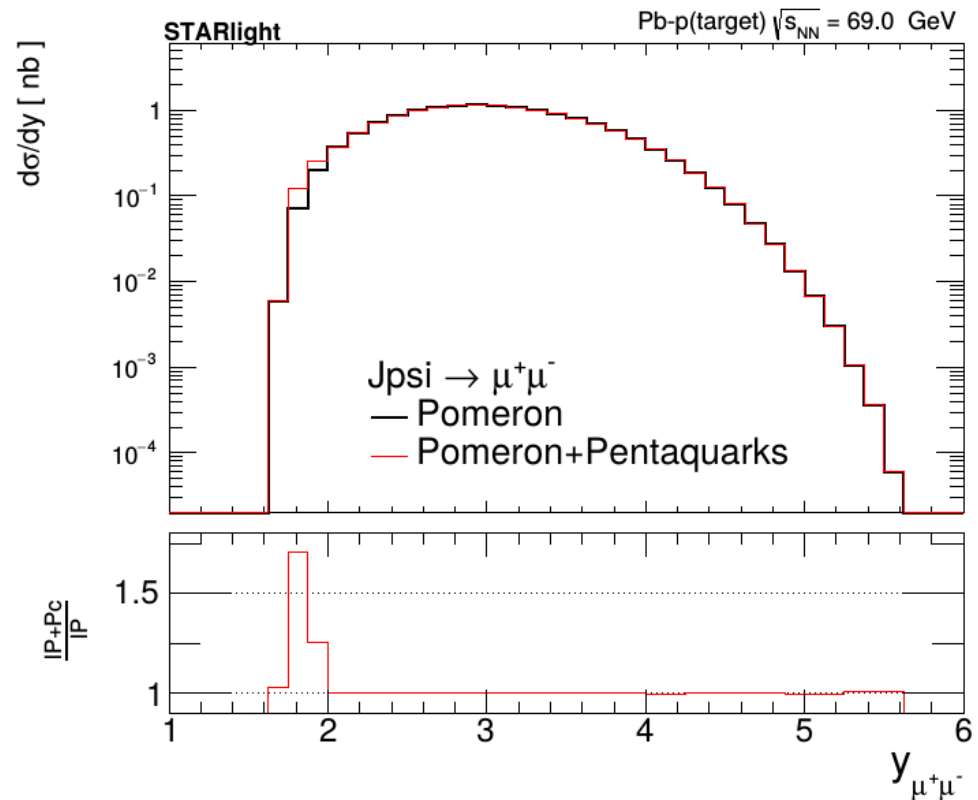 STARlight
Pb-p(target) √s_NN = 69.0 GeV
dσ/dy [ nb]
1
10⁻¹
10⁻²
10⁻³
10⁻⁴
Jpsi → μ⁺μ⁻
Pomeron
Pomeron+Pentaquarks
IP+Pc
IP
1.5
1
1 2 3 4 5 6
y_μ⁺μ⁻